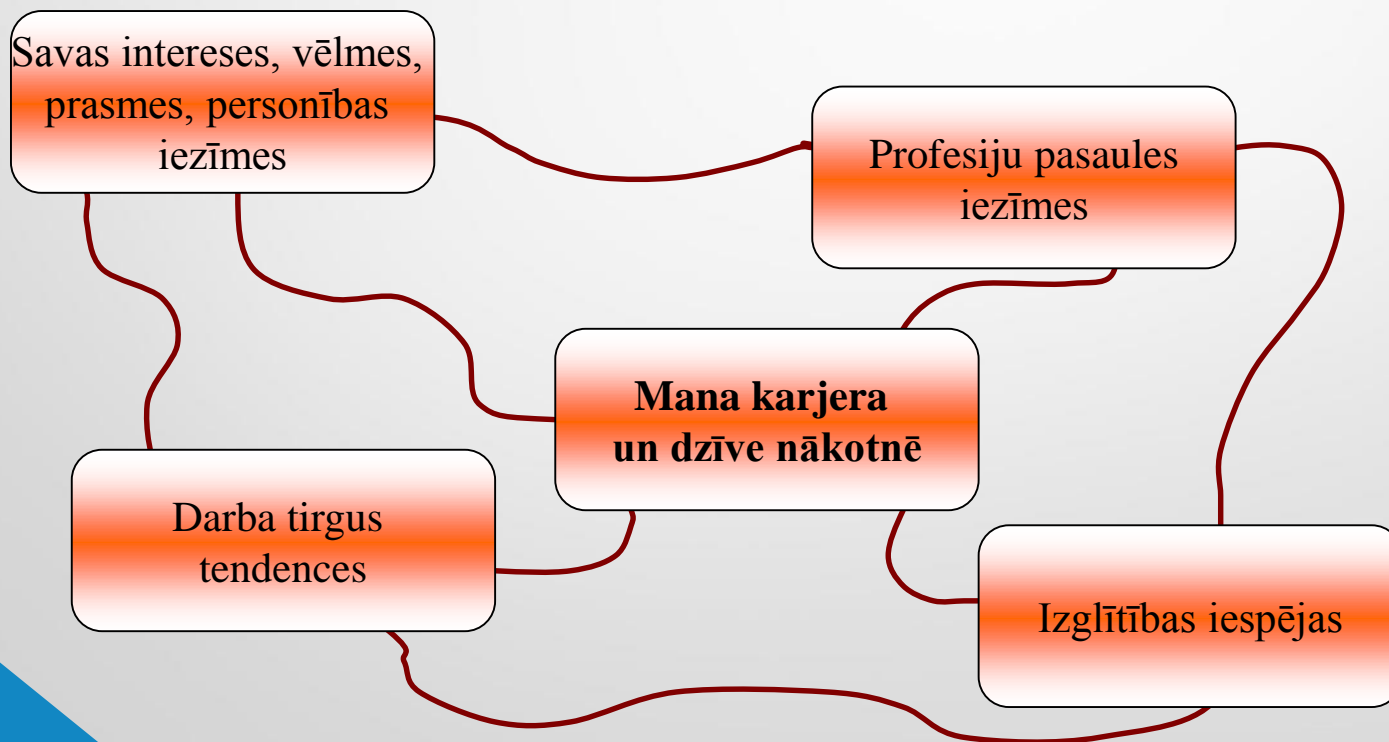 Savas intereses, vēlmes,
prasmes, personības
iezīmes
Profesiju pasaules
iezīmes
Mana karjera
un dzīve nākotnē
Darba tirgus
tendences
Izglītības iespējas